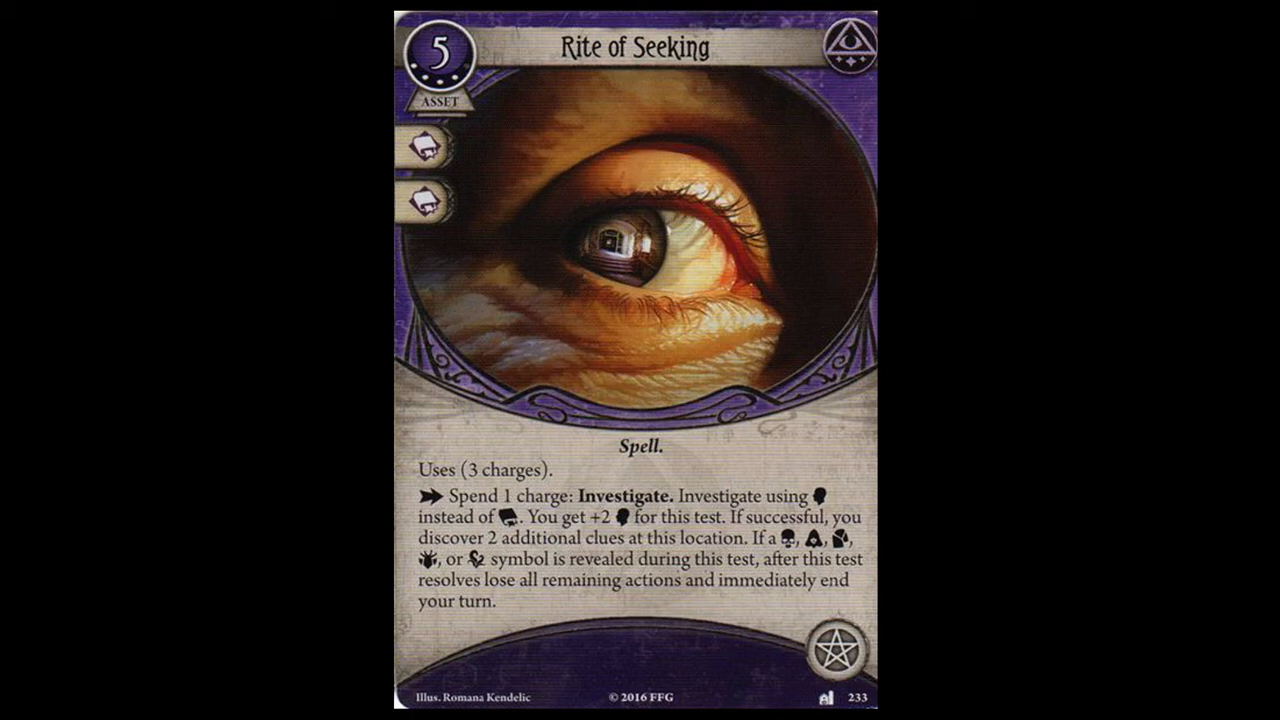 5
Rite of Seeking
ASSET
Spell.
Uses (3 charges).
Spend 1 charge: Investigate. Investigate using
instead of . You get +2 for this test. If successful, you
discover 2 additional clues at this location. If a , , ,
, or symbol is revealed during this test, after this test
resolves lose all remaining actions and immediately end
your turn.
Illus. Romana Kendelic
© 2016 FFG
233